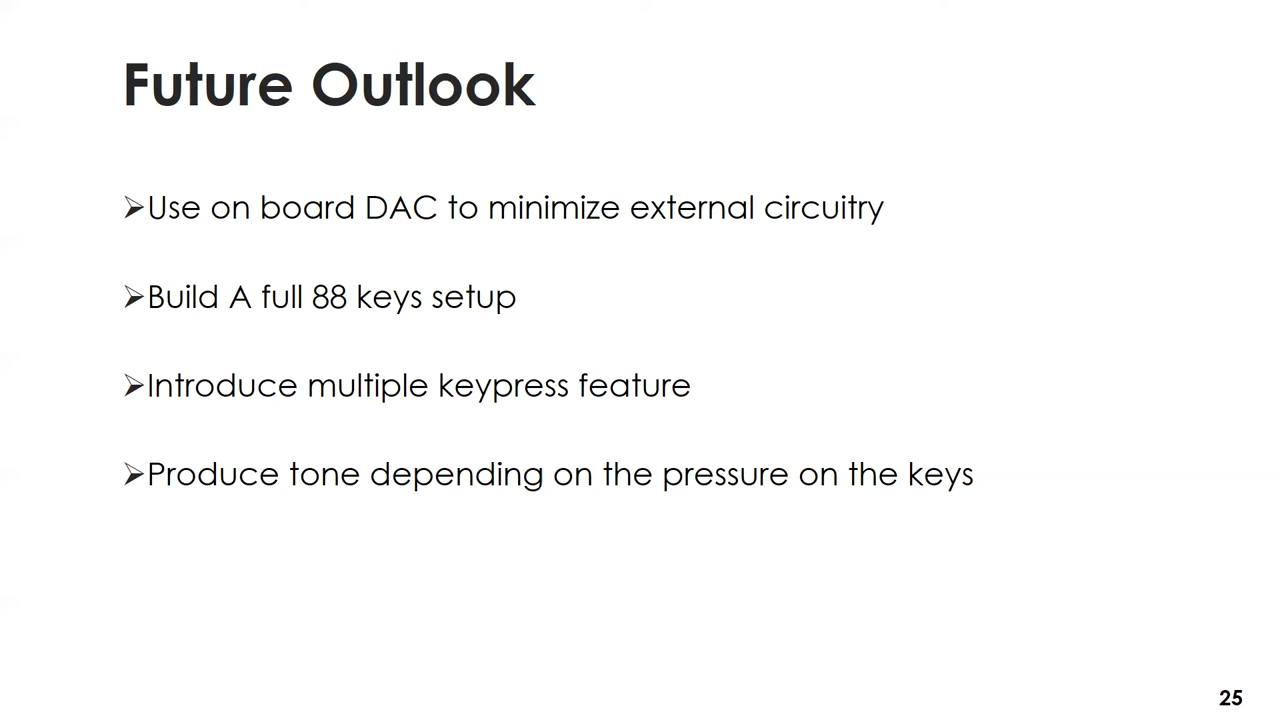 Future Outlook
➢Use on board DAC to minimize external circuitry
➢Build A full 88 keys setup
➢Introduce multiple keypress feature
➢Produce tone depending on the pressure on the keys
25